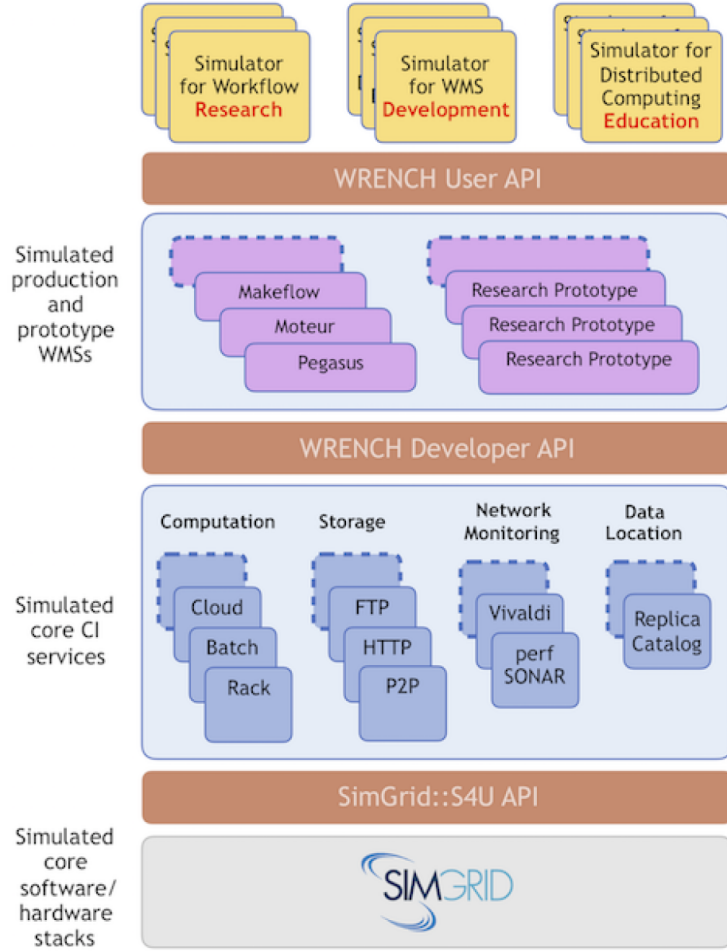 Simulator
for Workflow
Research
Simulator
for WMS
Development
Simulator for
Distributed
Computing
Education
WRENCH User API
Simulated
production
and
prototype
WMSs
Makeflow
Moteur
Pegasus
Research Prototype
Research Prototype
Research Prototype
WRENCH Developer API
Simulated
core CI
services
Computation
Cloud
Batch
Rack
Storage
FTP
HTTP
P2P
Network
Monitoring
Vivaldi
perf
SONAR
Data
Location
Replica
Catalog
SimGrid::S4U API
Simulated
core
software/
hardware
stacks
SIMGRID